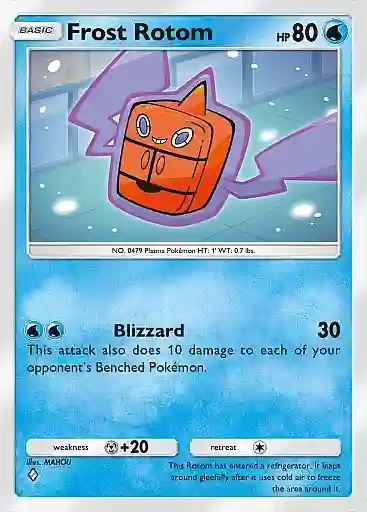 BASIC Frost Rotom HP 80
NO. 0479 Plasma Pokémon HT: 1' WT: 0.7 lbs.
Blizzard 30
This attack also does 10 damage to each of your
opponent's Benched Pokémon.
weakness +20 retreat
Illus. MAHOU
This Rotom has entered a refrigerator. It leaps
around gleefully after it uses cold air to freeze
the area around it.